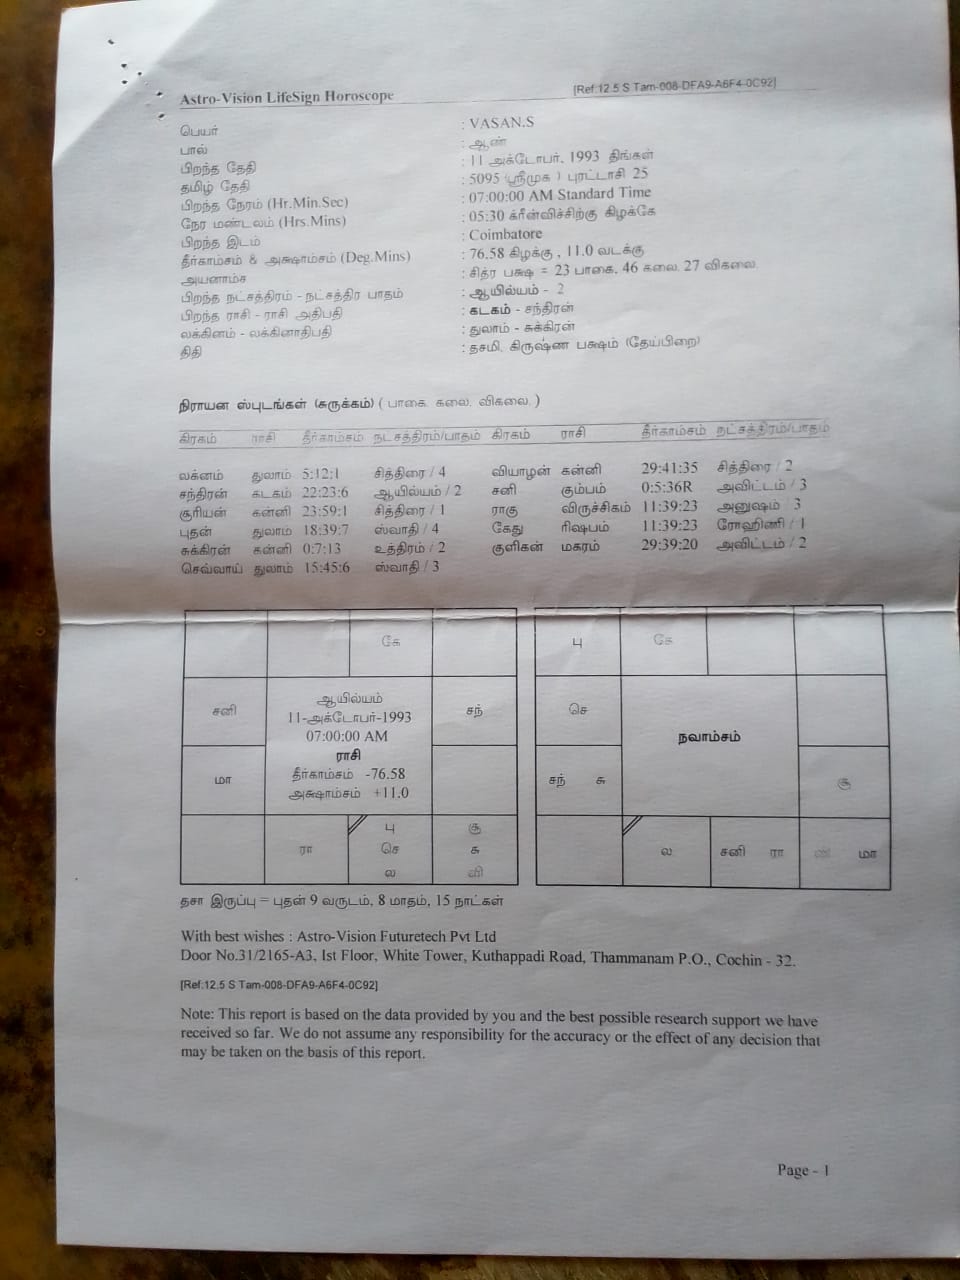 Astro-Vision LifeSign Horoscope [Ref:12.5 S Tam-008-DFA9-A6F4-0C92]
பெயர் : VASAN.S
பால் : ஆண்
பிறந்த தேதி : 11 அக்டோபர், 1993 திங்கள்
தமிழ் தேதி : 5095 (ஸ்ரீமுக ) புரட்டாசி 25
பிறந்த நேரம் (Hr.Min.Sec) : 07:00:00 AM Standard Time
நேர மண்டலம் (Hrs.Mins) : 05:30 க்ரீன்விச்சிற்கு கிழக்கே
பிறந்த இடம் : Coimbatore
தீர்காம்சம் & அக்ஷாம்சம் (Deg.Mins) : 76.58 கிழக்கு , 11.0 வடக்கு
அயனாம்ச : சித்ர பக்ஷ = 23 பாகை, 46 கலை, 27 விகலை.
பிறந்த நட்சத்திரம் - நட்சத்திர பாதம் : ஆயில்யம் - 2
பிறந்த ராசி - ராசி அதிபதி : கடகம் - சந்திரன்
லக்கினம் - லக்கினாதிபதி : துலாம் - சுக்கிரன்
திதி : தசமி, கிருஷ்ண பக்ஷம் (தேய்பிறை)
நிராயன ஸ்புடங்கள் (சுருக்கம்) ( பாகை. கலை. விகலை. )
கிரகம் ராசி தீர்காம்சம் நட்சத்திரம்/பாதம் கிரகம் ராசி தீர்காம்சம் நட்சத்திரம்/பாதம்
லக்னம் துலாம் 5:12:1 சித்திரை / 4 வியாழன் கன்னி 29:41:35 சித்திரை / 2
சந்திரன் கடகம் 22:23:6 ஆயில்யம் / 2 சனி கும்பம் 0:5:36R அவிட்டம் / 3
சூரியன் கன்னி 23:59:1 சித்திரை / 1 ராகு விருச்சிகம் 11:39:23 அனுஷம் / 3
புதன் துலாம் 18:39:7 ஸ்வாதி / 4 கேது ரிஷபம் 11:39:23 ரோஹிணி / 1
சுக்கிரன் கன்னி 0:7:13 உத்திரம் / 2 குளிகன் மகரம் 29:39:20 அவிட்டம் / 2
செவ்வாய் துலாம் 15:45:6 ஸ்வாதி / 3
கே
சனி
ஆயில்யம்
11-அக்டோபர்-1993
07:00:00 AM
ராசி
தீர்காம்சம் -76.58
அக்ஷாம்சம் +11.0
சந்
மா
ரா
பு
செ
ல
சூ
சு
வி
பு கே
செ
நவாம்சம்
சந் சு
சூ
ல
சனி ரா
மா
தசா இருப்பு = புதன் 9 வருடம், 8 மாதம், 15 நாட்கள்
With best wishes : Astro-Vision Futuretech Pvt Ltd
Door No.31/2165-A3, Ist Floor, White Tower, Kuthappadi Road, Thammanam P.O., Cochin - 32.
[Ref:12.5 S Tam-008-DFA9-A6F4-0C92]
Note: This report is based on the data provided by you and the best possible research support we have
received so far. We do not assume any responsibility for the accuracy or the effect of any decision that
may be taken on the basis of this report.
Page - 1